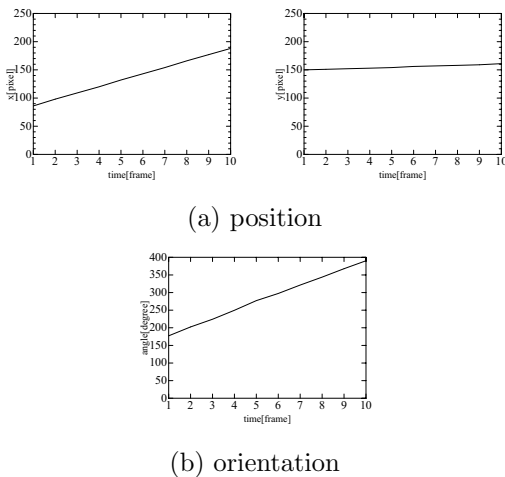 250
200
150
100
50
0
x[pixel]
1 2 3 4 5 6 7 8 9 10
time[frame]
250
200
150
100
50
0
y[pixel]
1 2 3 4 5 6 7 8 9 10
time[frame]
(a) position
400
350
300
250
200
150
100
50
0
angle[degree]
1 2 3 4 5 6 7 8 9 10
time[frame]
(b) orientation